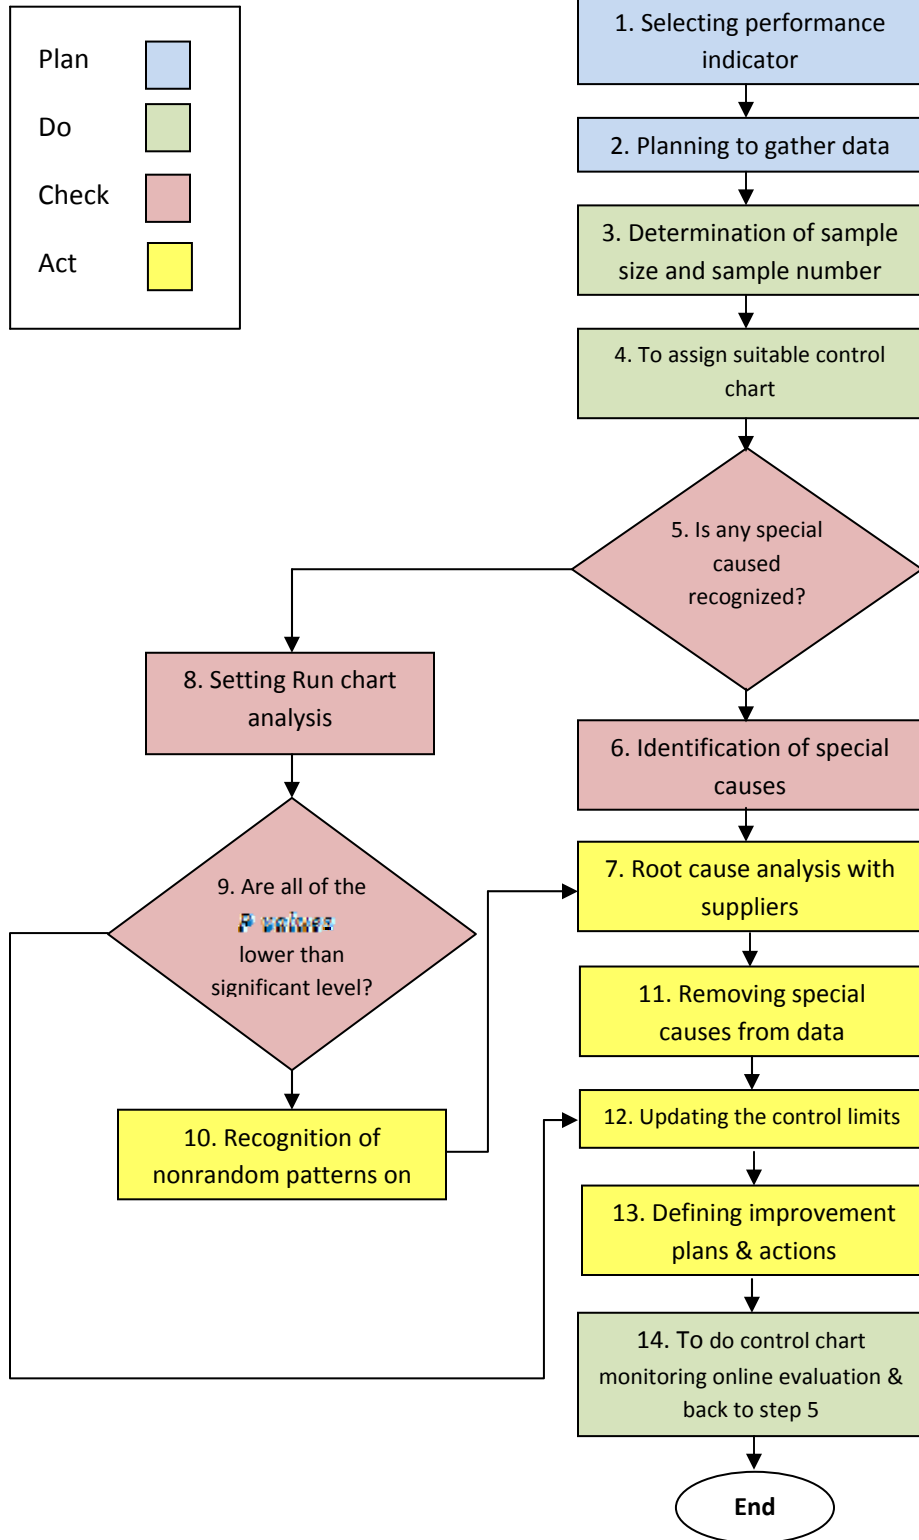 Plan
Do
Check
Act
1. Selecting performance
indicator
2. Planning to gather data
3. Determination of sample
size and sample number
4. To assign suitable control
chart
5. Is any special
caused
recognized?
8. Setting Run chart
analysis
6. Identification of special
causes
9. Are all of the
P values
lower than
significant level?
7. Root cause analysis with
suppliers
11. Removing special
causes from data
10. Recognition of
nonrandom patterns on
12. Updating the control limits
13. Defining improvement
plans & actions
14. To do control chart
monitoring online evaluation &
back to step 5
End